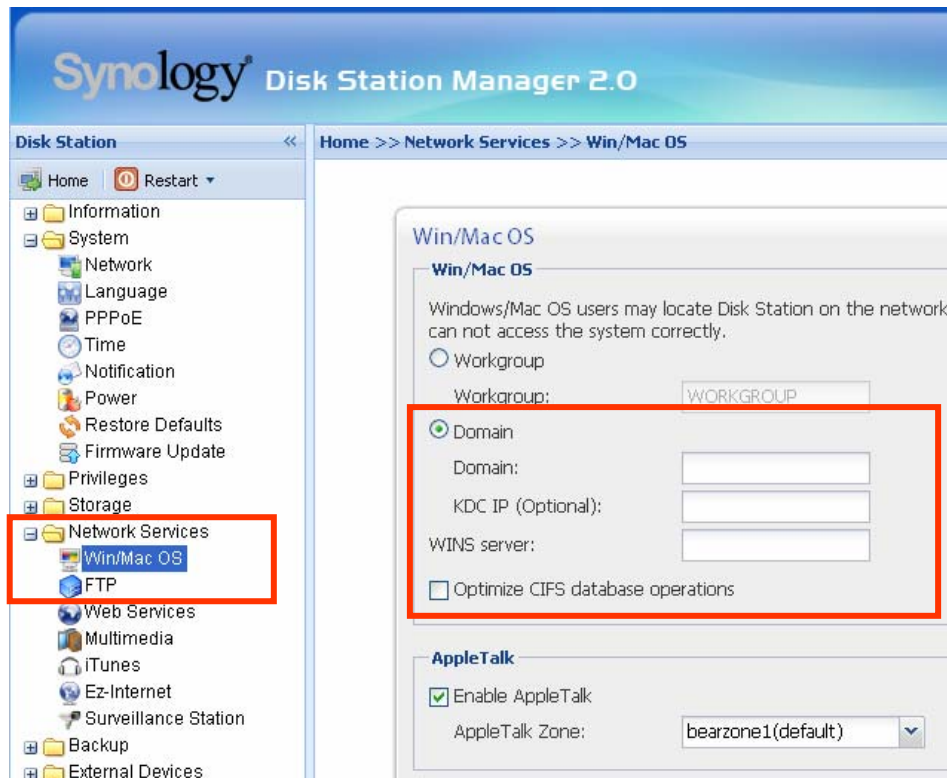 Synology Disk Station Manager 2.0
Disk Station «
Home >> Network Services >> Win/Mac OS
Home Restart
Information
System
Network
Language
PPPoE
Time
Notification
Power
Restore Defaults
Firmware Update
Privileges
Storage
Network Services
Win/Mac OS
FTP
Web Services
Multimedia
iTunes
Ez-Internet
Surveillance Station
Backup
External Devices
Win/Mac OS
Win/Mac OS
Windows/Mac OS users may locate Disk Station on the network
can not access the system correctly.
Workgroup
Workgroup: WORKGROUP
Domain
Domain:
KDC IP (Optional):
WINS server:
Optimize CIFS database operations
AppleTalk
Enable AppleTalk
AppleTalk Zone: bearzone1(default)